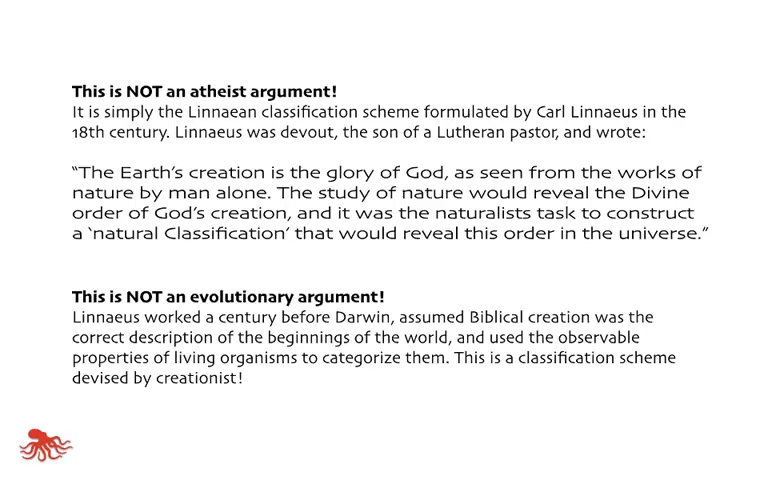 This is NOT an atheist argument!
It is simply the Linnaean classification scheme formulated by Carl Linnaeus in the
18th century. Linnaeus was devout, the son of a Lutheran pastor, and wrote:
“The Earth’s creation is the glory of God, as seen from the works of
nature by man alone. The study of nature would reveal the Divine
order of God’s creation, and it was the naturalists task to construct
a ‘natural Classification’ that would reveal this order in the universe.”
This is NOT an evolutionary argument!
Linnaeus worked a century before Darwin, assumed Biblical creation was the
correct description of the beginnings of the world, and used the observable
properties of living organisms to categorize them. This is a classification scheme
devised by creationist!